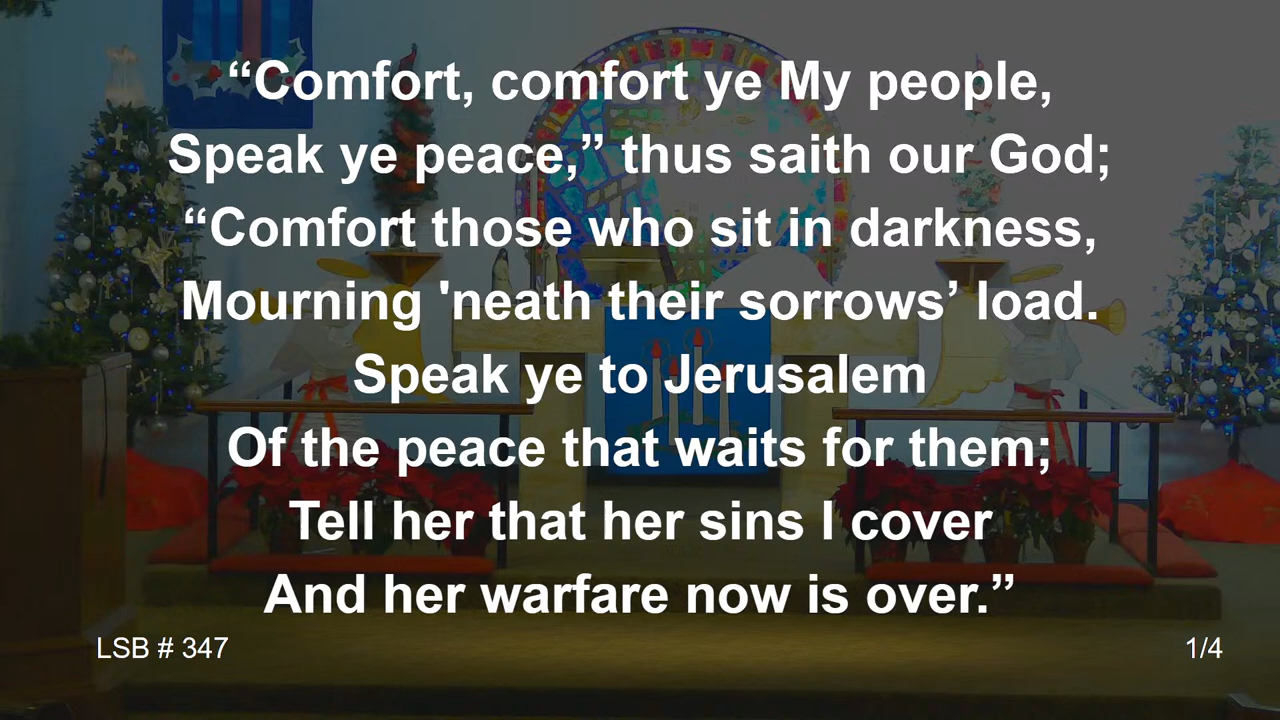 “Comfort, comfort ye My people,
Speak ye peace,” thus saith our God;
“Comfort those who sit in darkness,
Mourning 'neath their sorrows’ load.
Speak ye to Jerusalem
Of the peace that waits for them;
Tell her that her sins I cover
And her warfare now is over.”
LSB # 347
1/4